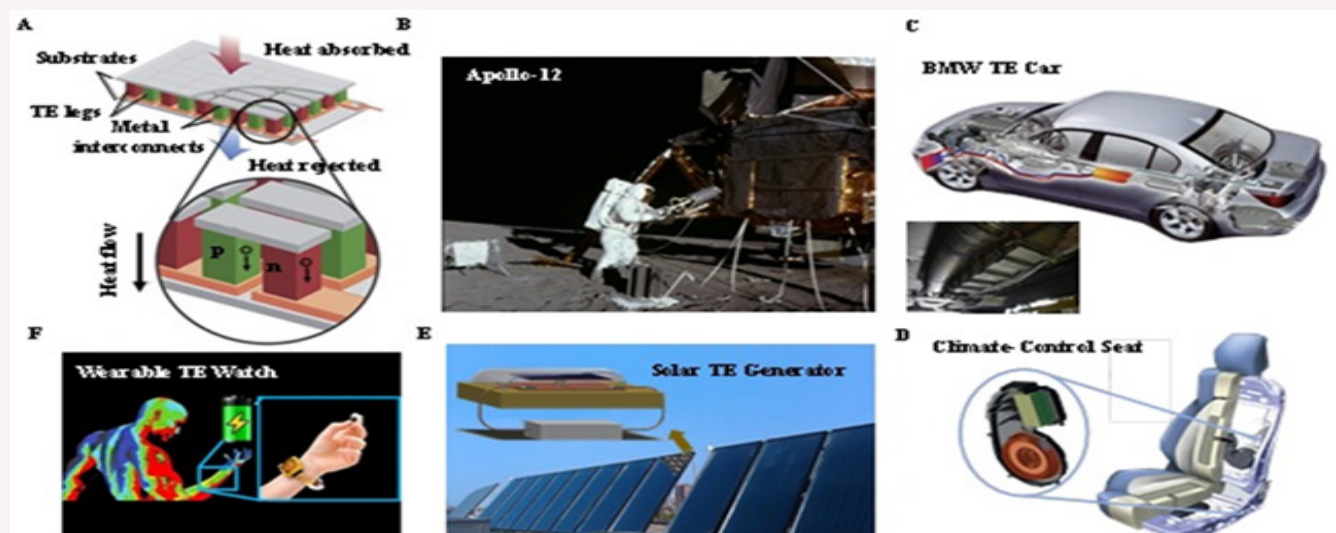 A
Heat absorbed
Substrates
TE legs
Metal
interconnects
Heat rejected
Heat flow
P
n
B
Apollo-12
C
BMW TE Car
F
Wearable TE Watch
E
Solar TE Generator
D
Climate-Control Seat